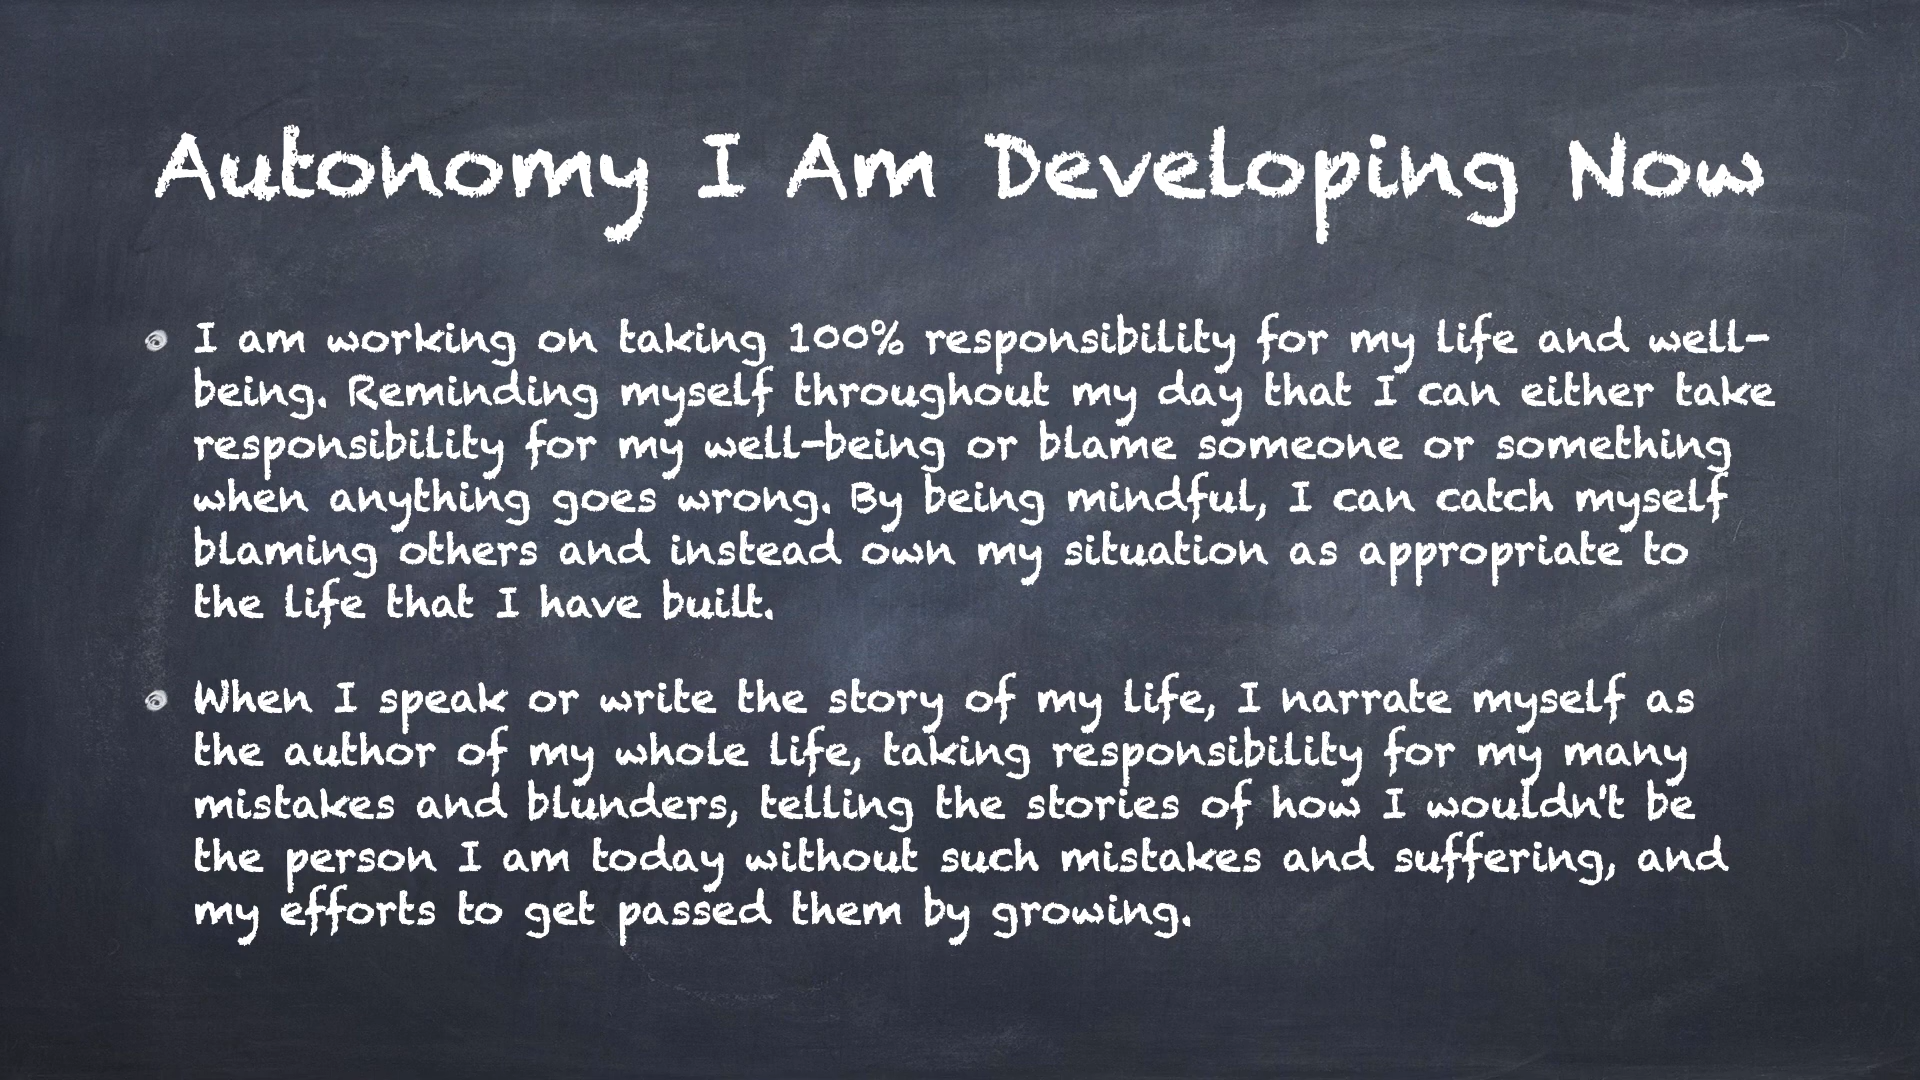 Autonomy I Am Developing Now
I am working on taking 100% responsibility for my life and well-
being. Reminding myself throughout my day that I can either take
responsibility for my well-being or blame someone or something
when anything goes wrong. By being mindful, I can catch myself
blaming others and instead own my situation as appropriate to
the life that I have built.
When I speak or write the story of my life, I narrate myself as
the author of my whole life, taking responsibility for my many
mistakes and blunders, telling the stories of how I wouldn't be
the person I am today without such mistakes and suffering, and
my efforts to get passed them by growing.